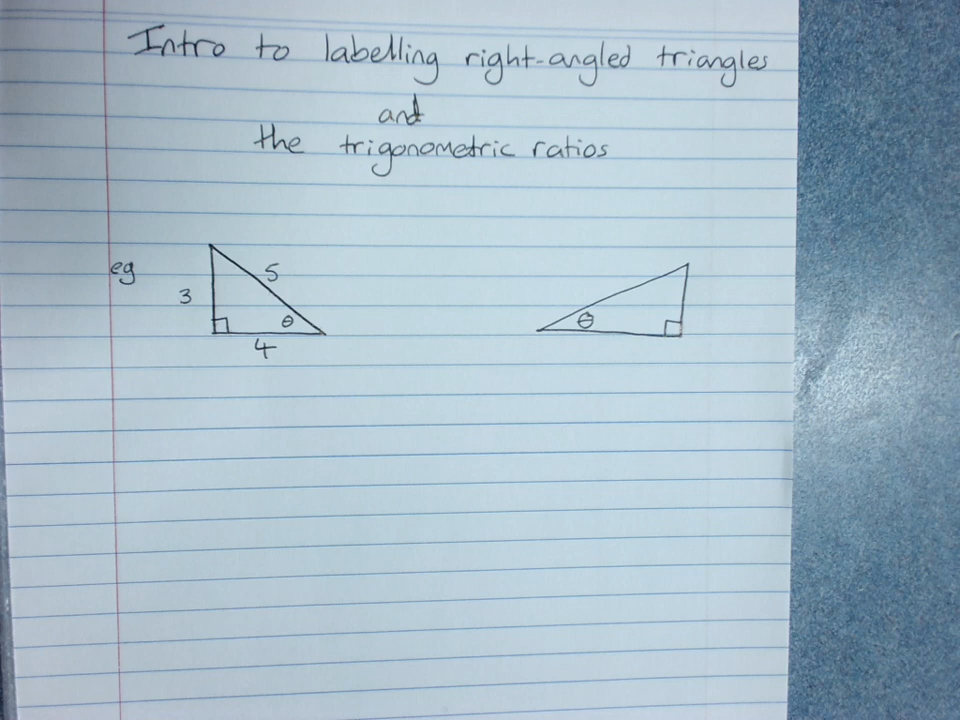 Intro to labelling right-angled triangles
and
the trigonometric ratios
eg
5
3
θ
4
θ